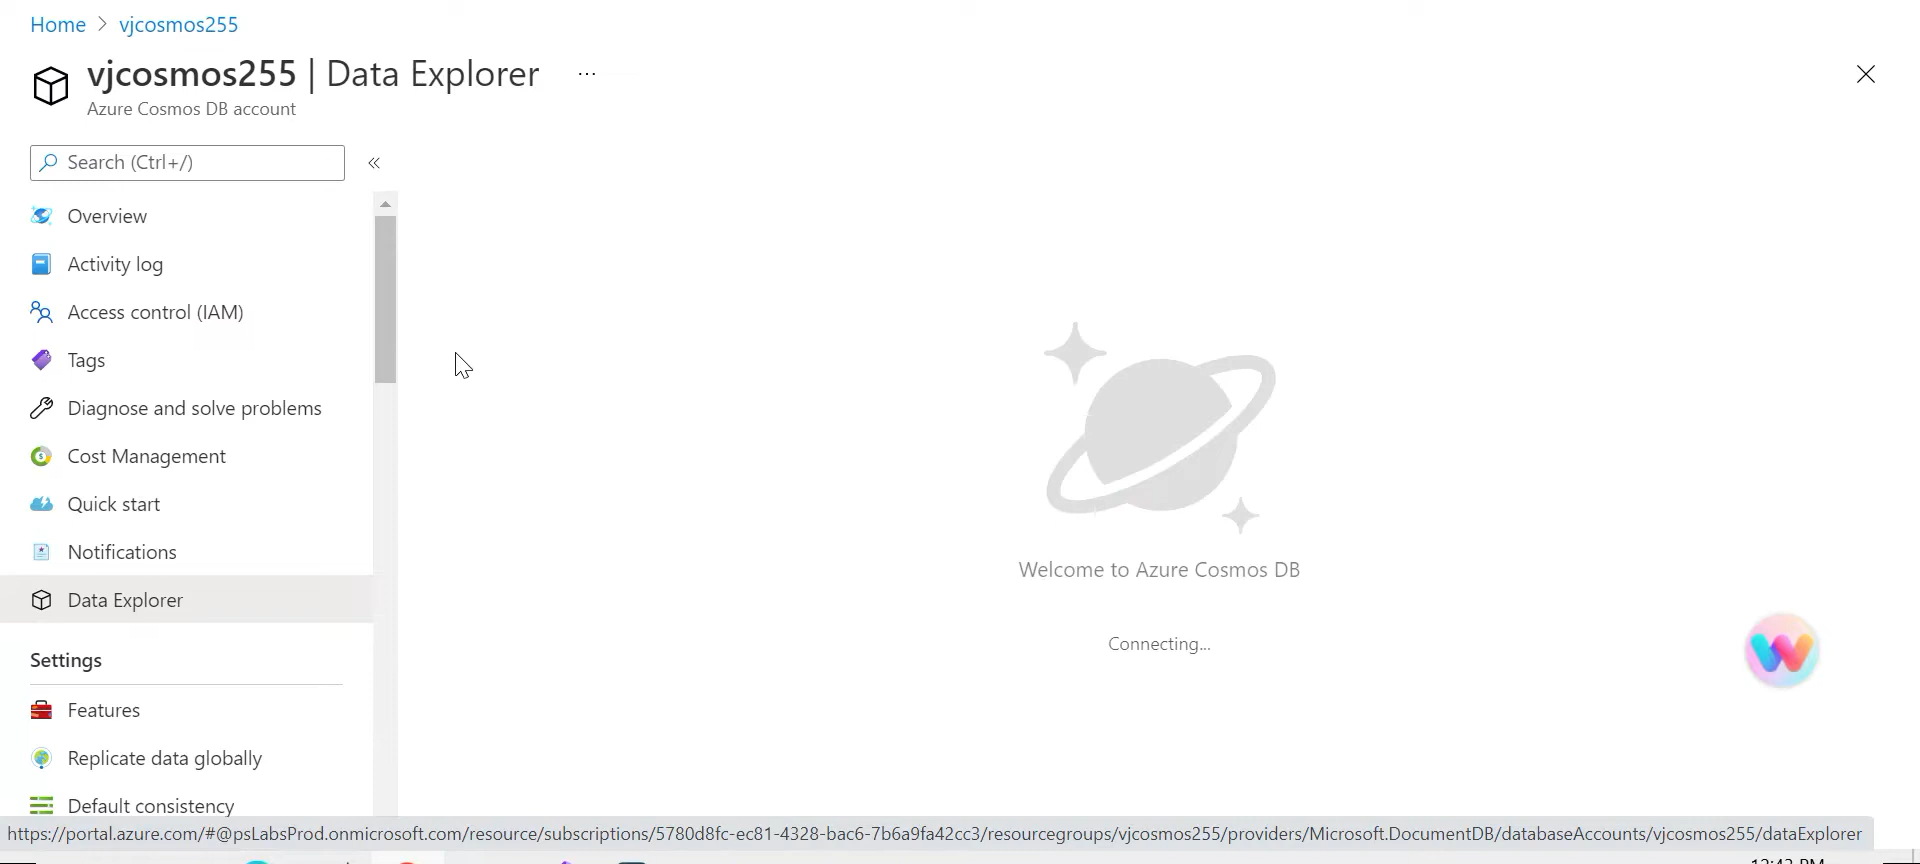 Home > vjcosmos255
vjcosmos255 | Data Explorer ...
Azure Cosmos DB account
Search (Ctrl+/) «
Overview
Activity log
Access control (IAM)
Tags
Diagnose and solve problems
Cost Management
Quick start
Notifications
Data Explorer
Settings
Features
Replicate data globally
Default consistency
Welcome to Azure Cosmos DB
Connecting...
https://portal.azure.com/#@psLabsProd.onmicrosoft.com/resource/subscriptions/5780d8fc-ec81-4328-bac6-7b6a9fa42cc3/resourcegroups/vjcosmos255/providers/Microsoft.DocumentDB/databaseAccounts/vjcosmos255/dataExplorer